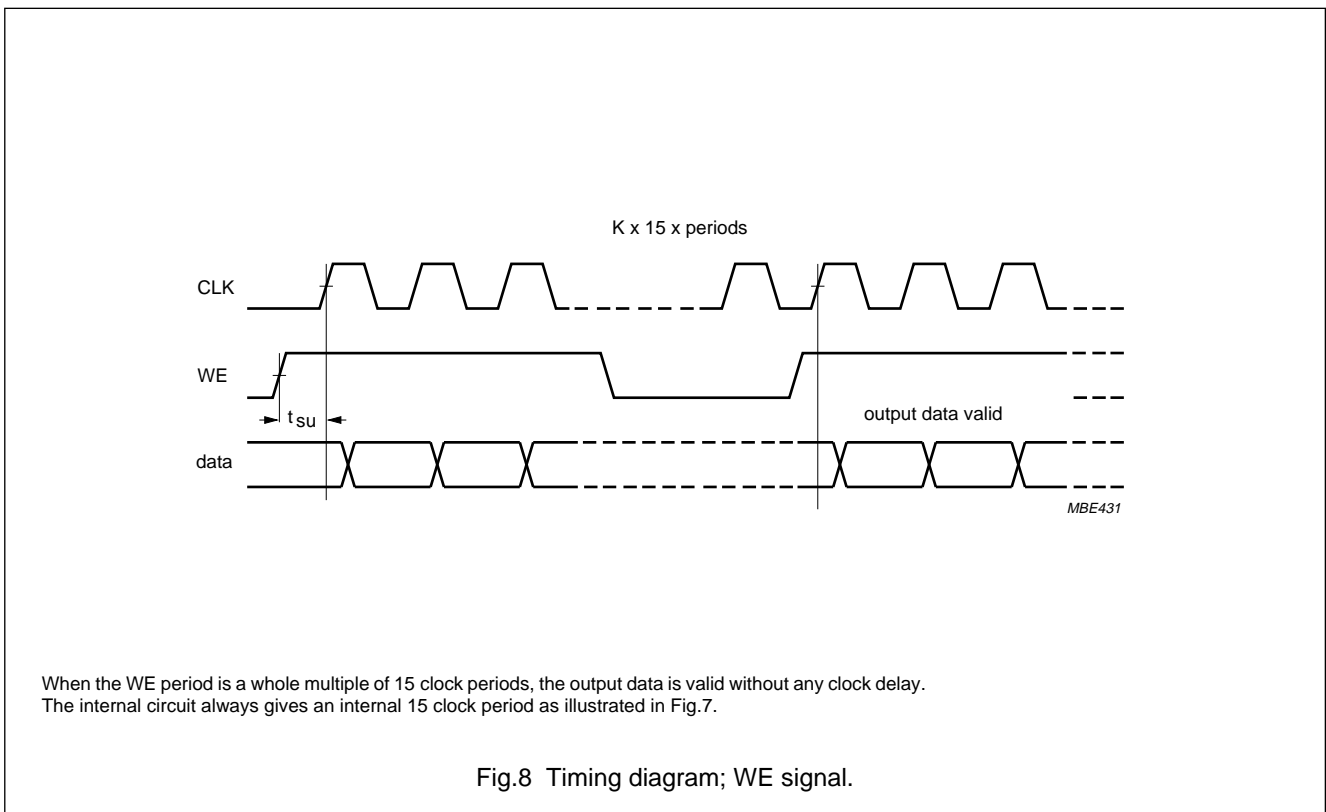 K x 15 x periods
CLK
WE
t su
output data valid
data
MBE431
When the WE period is a whole multiple of 15 clock periods, the output data is valid without any clock delay.
The internal circuit always gives an internal 15 clock period as illustrated in Fig.7.
Fig.8 Timing diagram; WE signal.